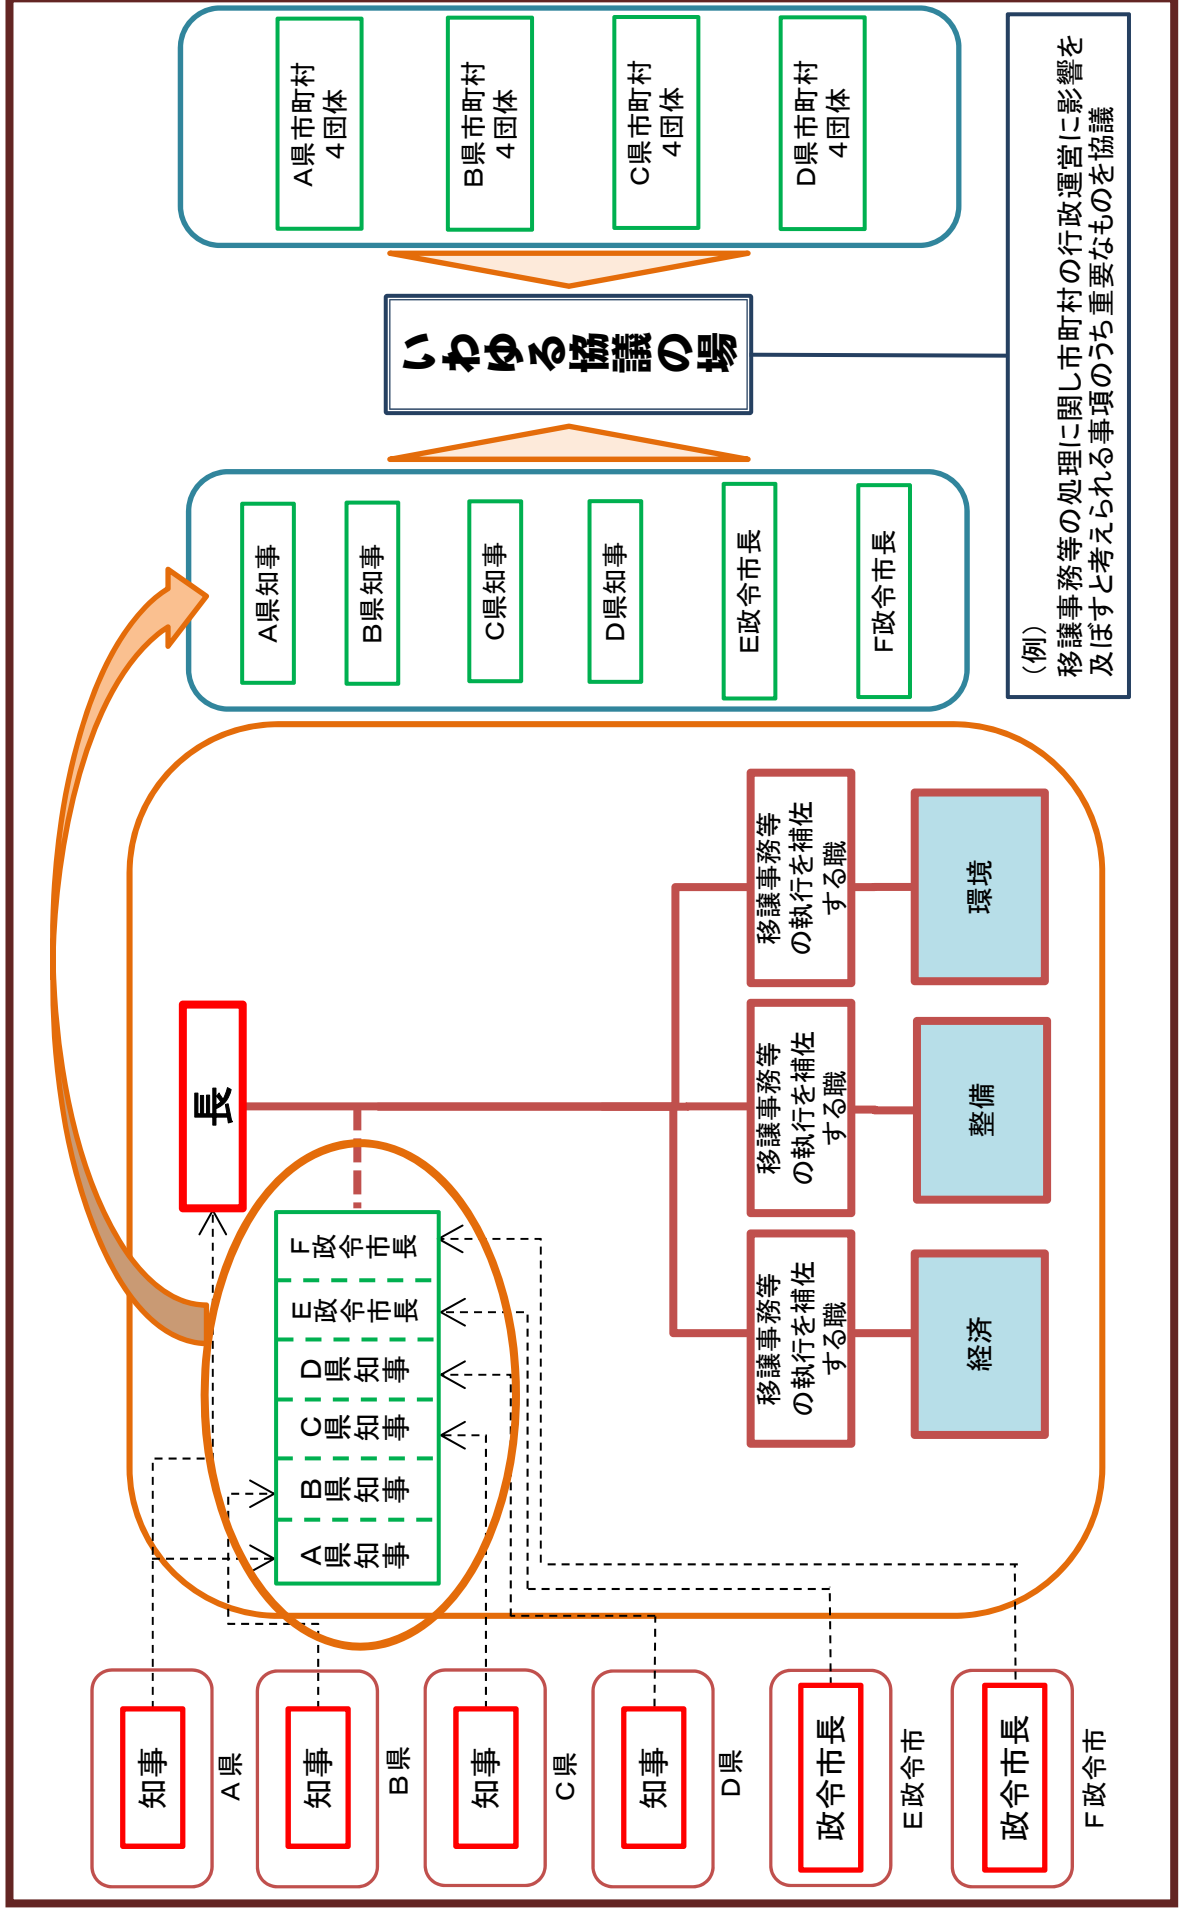 知事
A県
知事
B県
知事
C県
知事
D県
政令市長
E政令市
政令市長
F政令市
長
A県知事
B県知事
C県知事
D県知事
E政令市長
F政令市長
移譲事務等
の執行を補佐
する職
経済
移譲事務等
の執行を補佐
する職
整備
移譲事務等
の執行を補佐
する職
環境
A県知事
B県知事
C県知事
D県知事
E政令市長
F政令市長
いわゆる協議の場
A県市町村
4団体
B県市町村
4団体
C県市町村
4団体
D県市町村
4団体
(例)
移譲事務等の処理に関し市町村の行政運営に影響を
及ぼすと考えられる事項のうち重要なものを協議